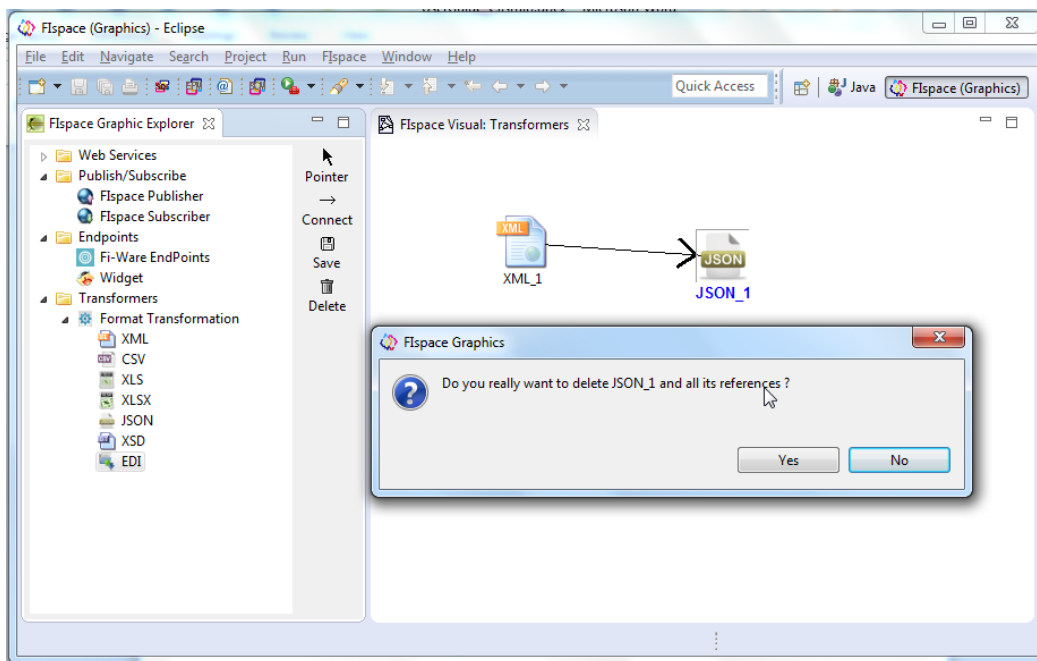 FIspace (Graphics) - Eclipse
File Edit Navigate Search Project Run FIspace Window Help
Quick Access
Java
FIspace (Graphics)
FIspace Graphic Explorer
FIspace Visual: Transformers
Web Services
Publish/Subscribe
FIspace Publisher
FIspace Subscriber
Endpoints
Fi-Ware EndPoints
Widget
Transformers
Format Transformation
XML
CSV
XLS
XLSX
JSON
XSD
EDI
Pointer
Connect
Save
Delete
XML
XML_1
JSON
JSON_1
FIspace Graphics
Do you really want to delete JSON_1 and all its references ?
Yes No